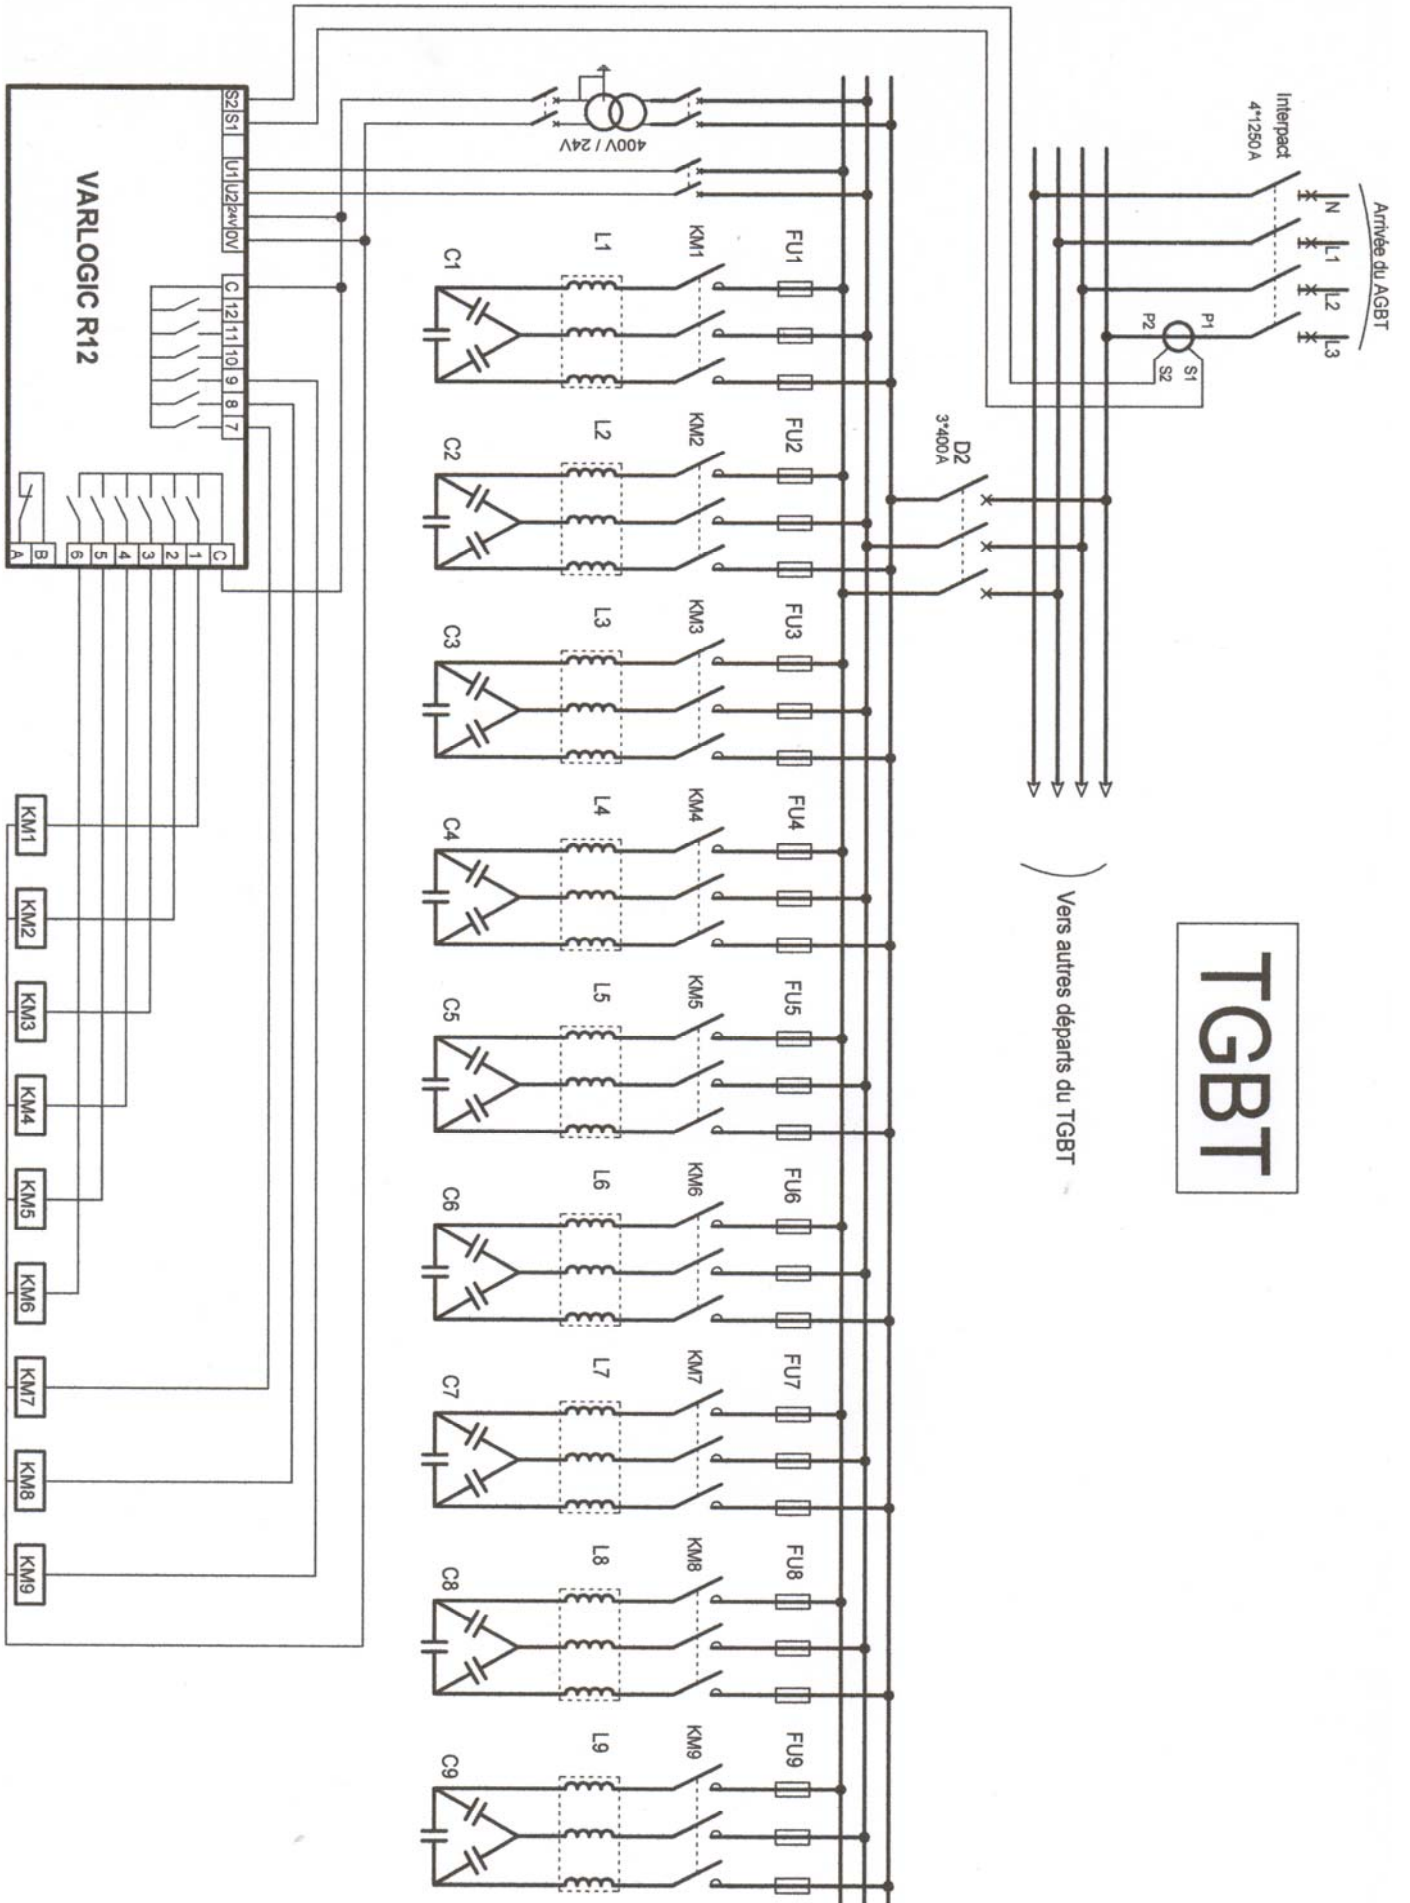 TGBT
Arrivée du AGBT
N
L1
L2
L3
Interpact
4*1250A
P1
P2
S1
S2
Vers autres départs du TGBT
D2
3*400A
400V / 24V
FU1
FU2
FU3
FU4
FU5
FU6
FU7
FU8
FU9
KM1
KM2
KM3
KM4
KM5
KM6
KM7
KM8
KM9
L1
L2
L3
L4
L5
L6
L7
L8
L9
C1
C2
C3
C4
C5
C6
C7
C8
C9
S2 S1 U1 U2 24V 0V C 12 11 10 9 8 7
VARLOGIC R12
A B 6 5 4 3 2 1 C
KM1
KM2
KM3
KM4
KM5
KM6
KM7
KM8
KM9